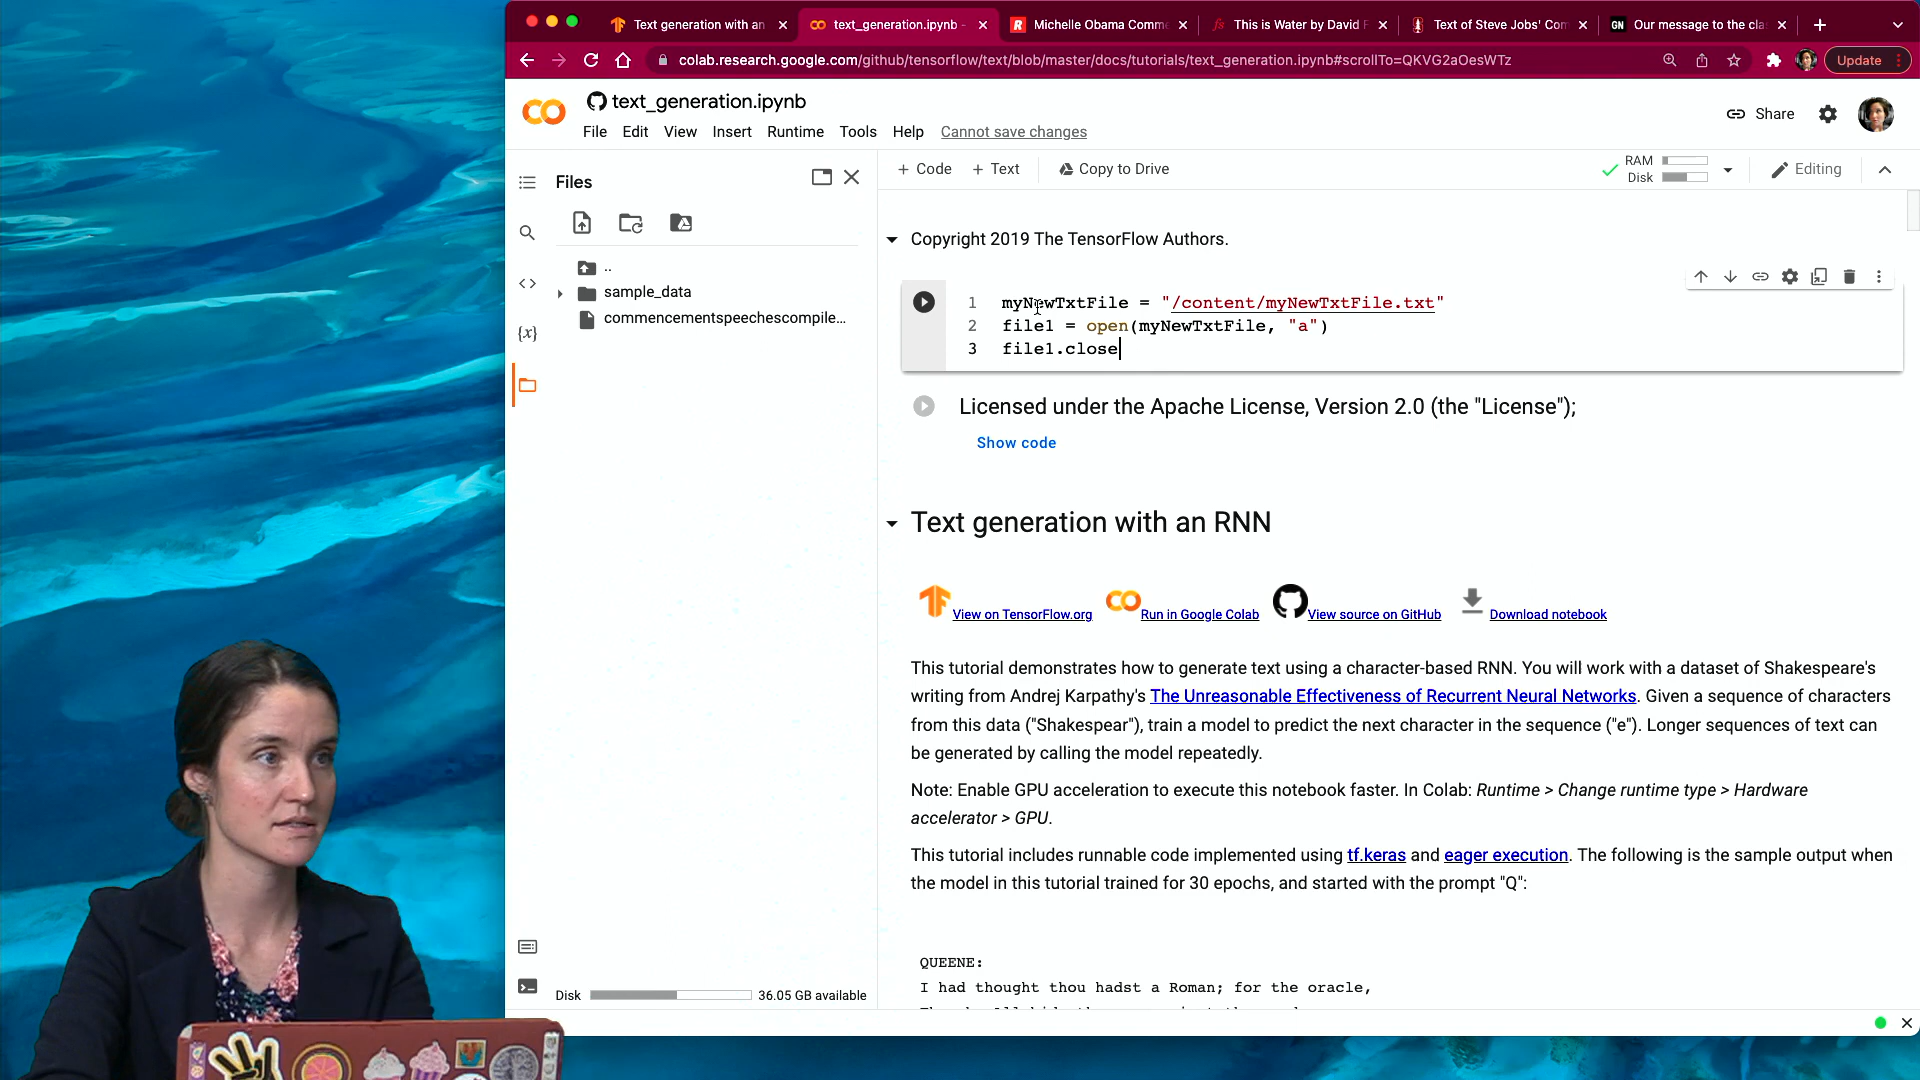 Text generation with an
text_generation.ipynb -
Michelle Obama Comme
This is Water by David F
Text of Steve Jobs' Com
GN Our message to the cla
colab.research.google.com/github/tensorflow/text/blob/master/docs/tutorials/text_generation.ipynb#scrollTo=QKVG2aOesWTz
Update
CO
text_generation.ipynb
File Edit View Insert Runtime Tools Help Cannot save changes
Share
Files
+ Code + Text Copy to Drive
RAM
Disk
Editing
..
sample_data
commencementspeechescompile...
{x}
Copyright 2019 The TensorFlow Authors.
1 myNewTxtFile = "/content/myNewTxtFile.txt"
2 file1 = open(myNewTxtFile, "a")
3 file1.close
Licensed under the Apache License, Version 2.0 (the "License");
Show code
Text generation with an RNN
View on TensorFlow.org Run in Google Colab View source on GitHub Download notebook
This tutorial demonstrates how to generate text using a character-based RNN. You will work with a dataset of Shakespeare's
writing from Andrej Karpathy's The Unreasonable Effectiveness of Recurrent Neural Networks. Given a sequence of characters
from this data ("Shakespear"), train a model to predict the next character in the sequence ("e"). Longer sequences of text can
be generated by calling the model repeatedly.
Note: Enable GPU acceleration to execute this notebook faster. In Colab: Runtime > Change runtime type > Hardware
accelerator > GPU.
This tutorial includes runnable code implemented using tf.keras and eager execution. The following is the sample output when
the model in this tutorial trained for 30 epochs, and started with the prompt "Q":
QUEENE:
I had thought thou hadst a Roman; for the oracle,
Disk 36.05 GB available